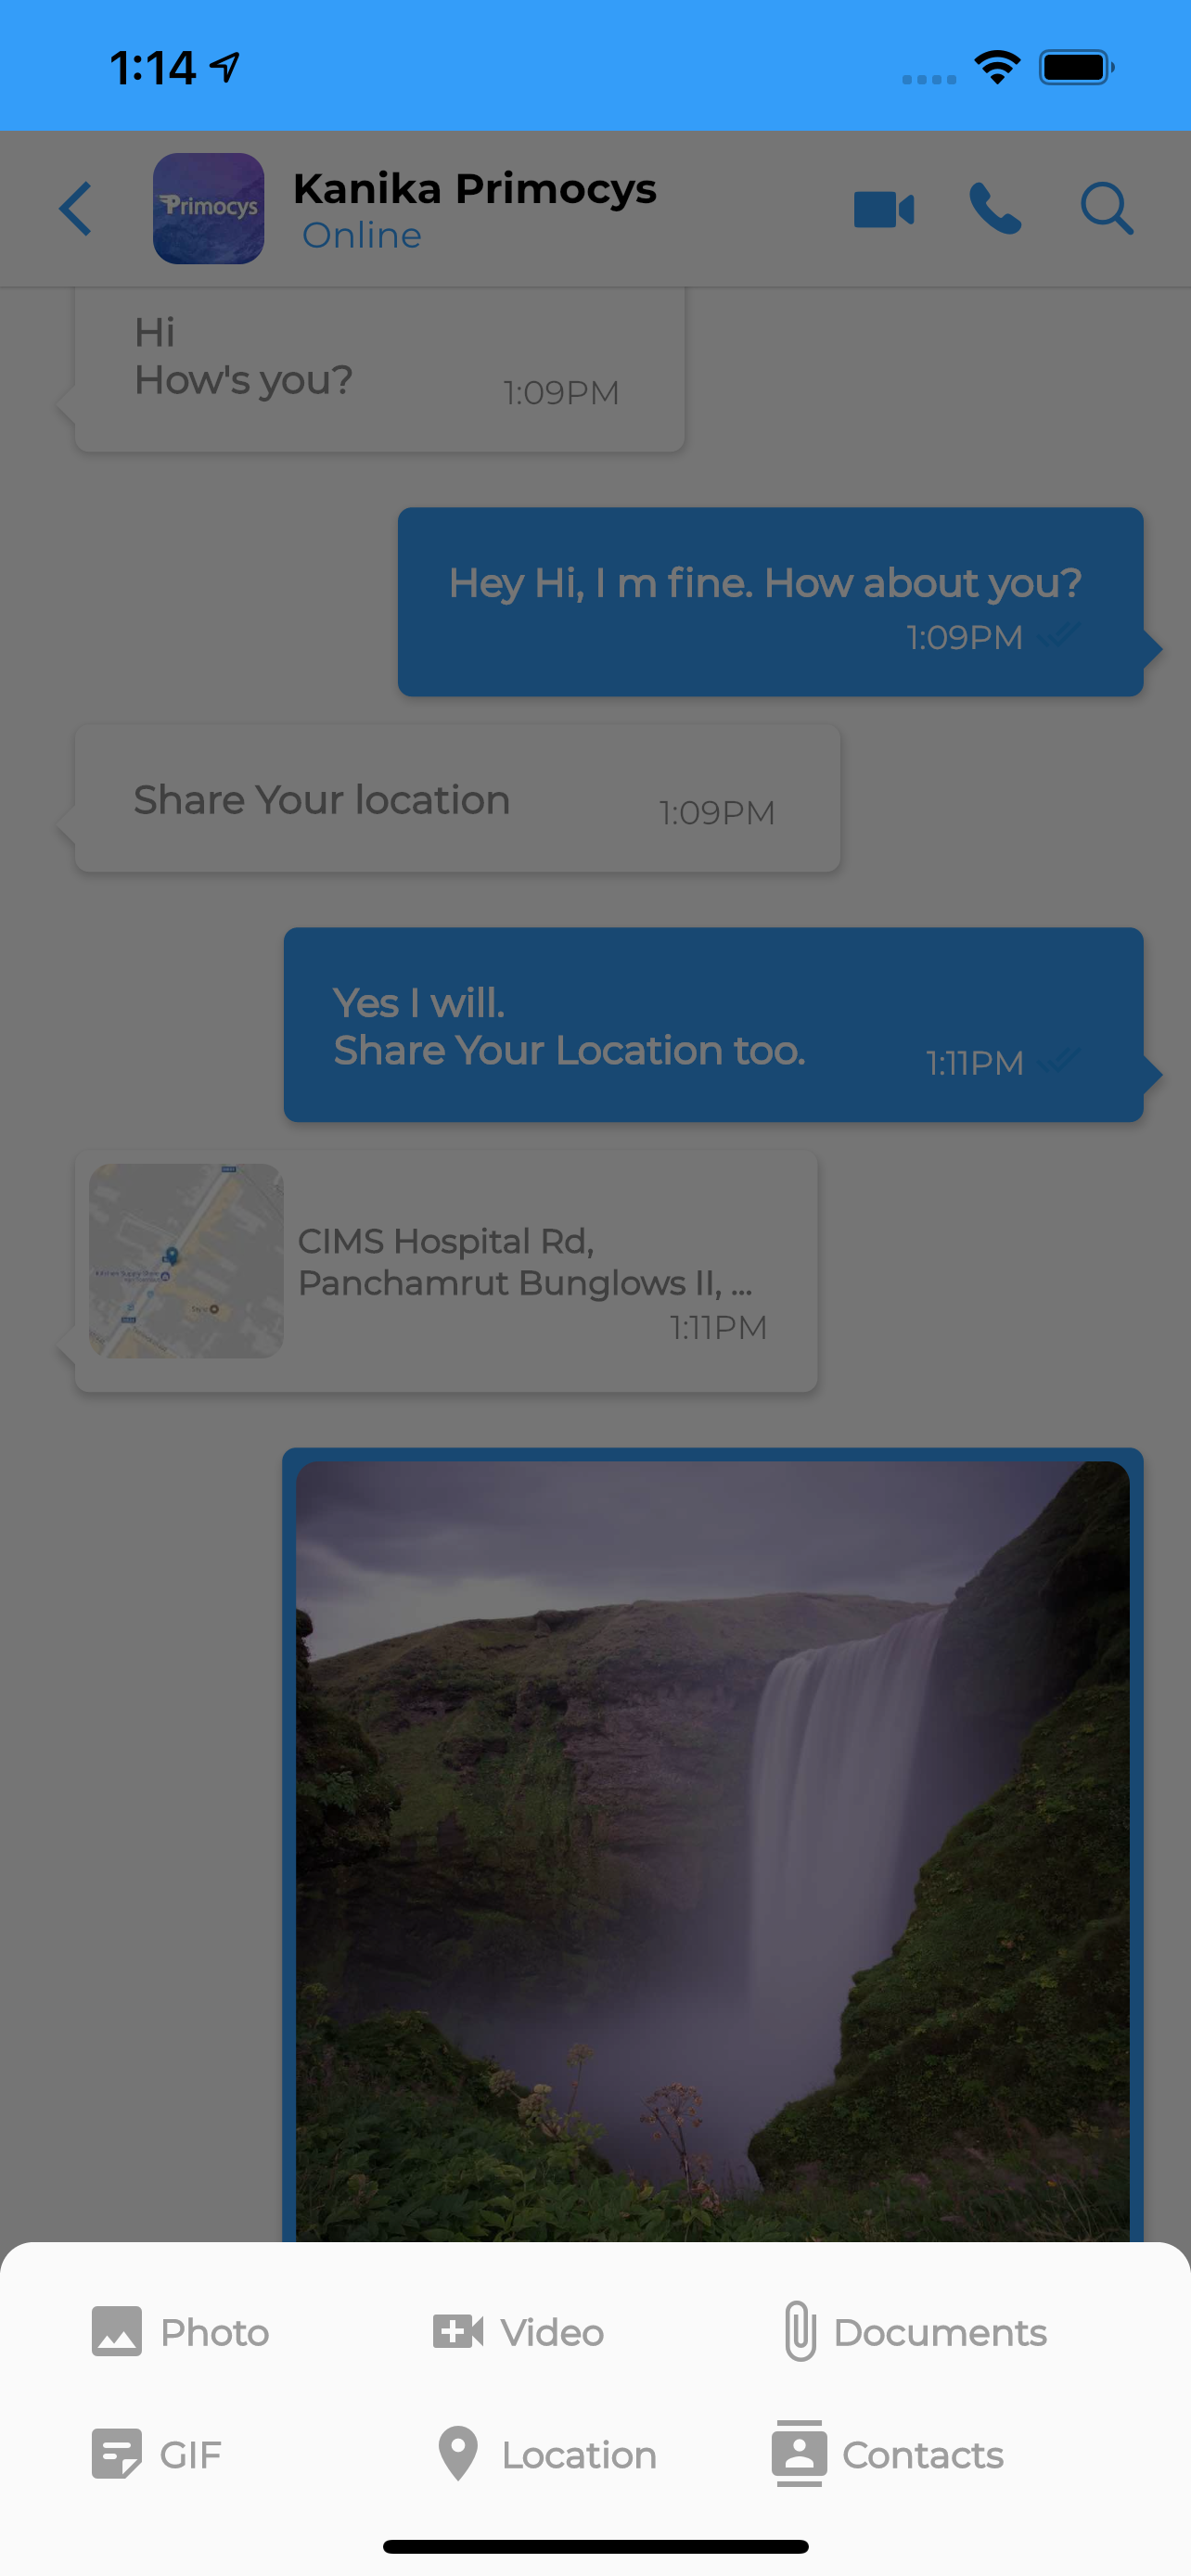 1:14
Primocys
Kanika Primocys
Online
Hi
How's you?
1:09PM
Hey Hi, I m fine. How about you?
1:09PM
Share Your location
1:09PM
Yes I will.
Share Your Location too.
1:11PM
CIMS Hospital Rd,
Panchamrut Bunglows II, ...
1:11PM
Photo
Video
Documents
GIF
Location
Contacts